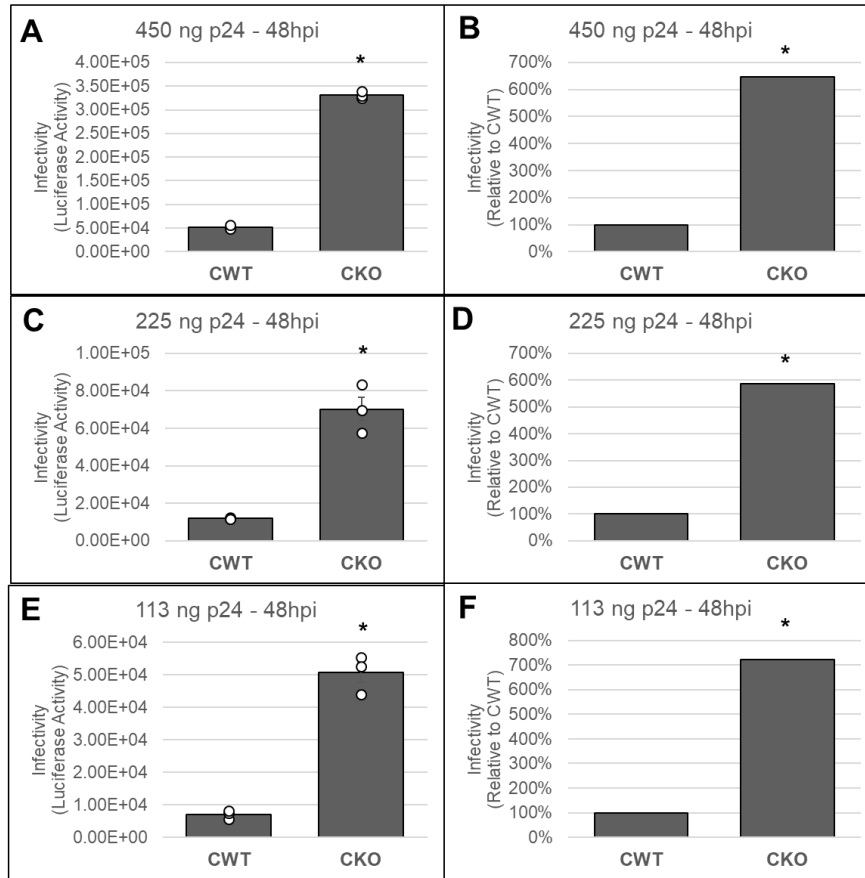 A
450 ng p24 - 48hpi
*
Infectivity
(Luciferase Activity)
4.00E+05
3.50E+05
3.00E+05
2.50E+05
2.00E+05
1.50E+05
1.00E+05
5.00E+04
0.00E+00
CWT CKO
B
450 ng p24 - 48hpi
*
Infectivity
(Relative to CWT)
700%
600%
500%
400%
300%
200%
100%
0%
CWT CKO
C
225 ng p24 - 48hpi
*
Infectivity
(Luciferase Activity)
1.00E+05
8.00E+04
6.00E+04
4.00E+04
2.00E+04
0.00E+00
CWT CKO
D
225 ng p24 - 48hpi
*
Infectivity
(Relative to CWT)
700%
600%
500%
400%
300%
200%
100%
0%
CWT CKO
E
113 ng p24 - 48hpi
*
Infectivity
(Luciferase Activity)
6.00E+04
5.00E+04
4.00E+04
3.00E+04
2.00E+04
1.00E+04
0.00E+00
CWT CKO
F
113 ng p24 - 48hpi
*
Infectivity
(Relative to CWT)
800%
700%
600%
500%
400%
300%
200%
100%
0%
CWT CKO